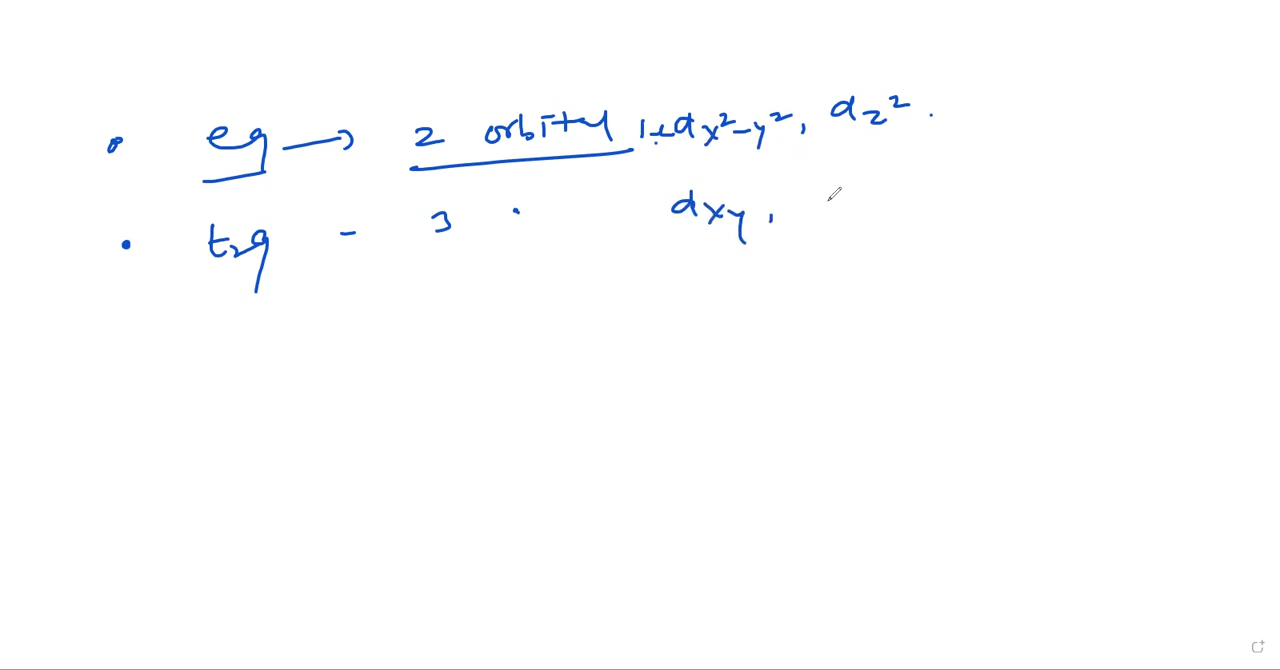 • eg → 2 orbital i.e dx²-y², dz².
• t₂g - 3 . dxy,